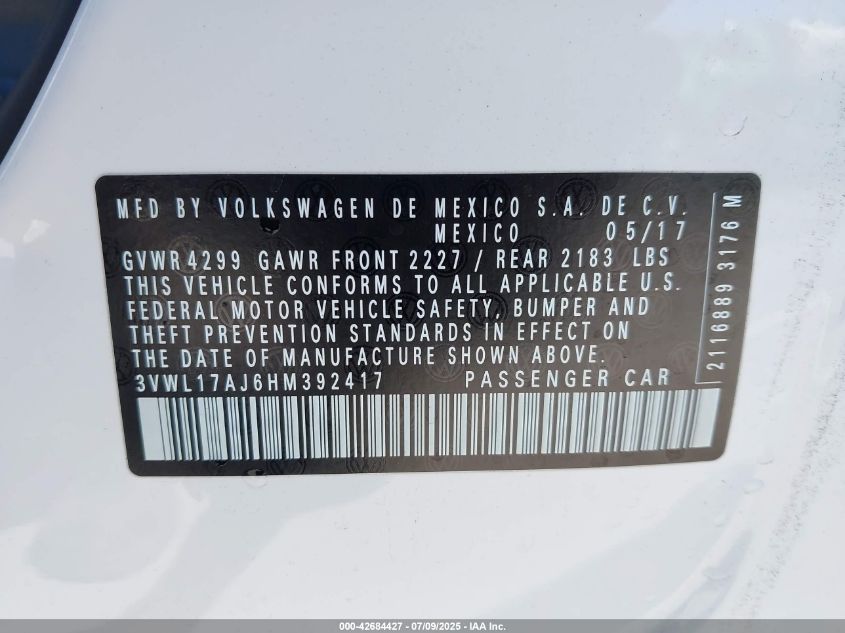 MFD BY VOLKSWAGEN DE MEXICO S.A. DE C.V.
MEXICO 05/17
GVWR 4299 GAWR FRONT 2227 / REAR 2183 LBS
THIS VEHICLE CONFORMS TO ALL APPLICABLE U.S.
FEDERAL MOTOR VEHICLE SAFETY, BUMPER AND
THEFT PREVENTION STANDARDS IN EFFECT ON
THE DATE OF MANUFACTURE SHOWN ABOVE.
3VWL17AJ6HM392417 PASSENGER CAR
2116889 3176 M
000-42684427 - 07/09/2025 - IAA Inc.